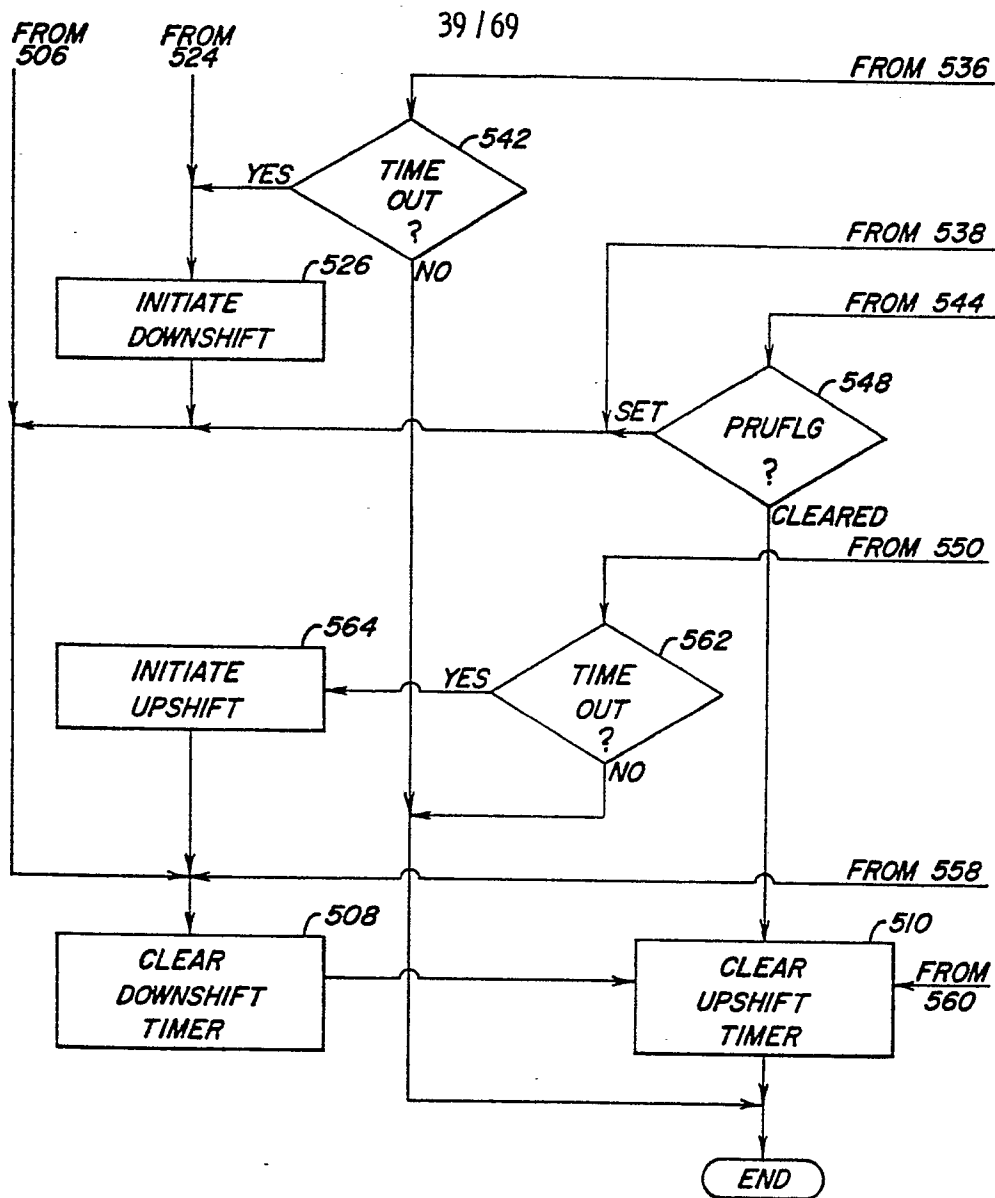 39/69
FROM
506
FROM
524
FROM 536
542
YES
TIME
OUT
?
NO
FROM 538
526
INITIATE
DOWNSHIFT
FROM 544
548
SET
PRUFLG
?
CLEARED
FROM 550
564
INITIATE
UPSHIFT
562
YES
TIME
OUT
?
NO
FROM 558
508
CLEAR
DOWNSHIFT
TIMER
510
CLEAR
UPSHIFT
TIMER
FROM
560
END